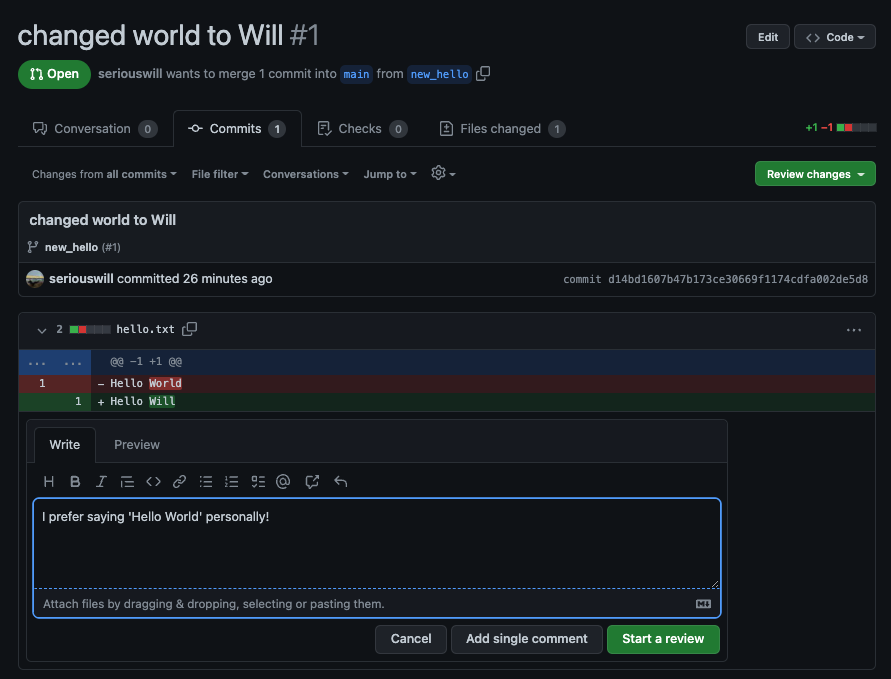 changed world to Will #1
Edit
Code
Open
seriouswill wants to merge 1 commit into main from new_hello
Conversation 0
Commits 1
Checks 0
Files changed 1
+1 −1
Changes from all commits
File filter
Conversations
Jump to
Review changes
changed world to Will
new_hello (#1)
seriouswill committed 26 minutes ago
commit d14bd1607b47b173ce30669f1174cdfa002de5d8
2 hello.txt
@@ −1 +1 @@
1 − Hello World
1 + Hello Will
Write
Preview
I prefer saying 'Hello World' personally!
Attach files by dragging & dropping, selecting or pasting them.
Cancel
Add single comment
Start a review